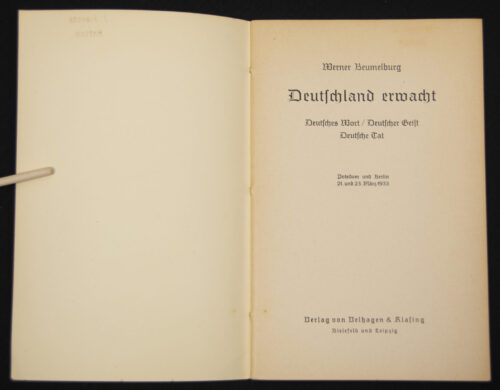 Werner Beumelburg
Deutschland erwacht
Deutsches Wort / Deutscher Geist
Deutsche Tat
Potsdam und Berlin
21. und 23. März 1933
Verlag von Velhagen & Klasing
Bielefeld und Leipzig